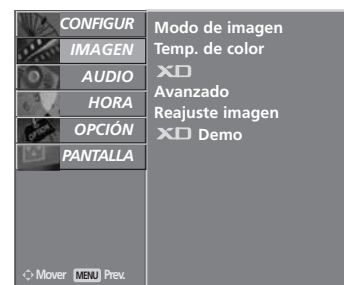 CONFIGUR
IMAGEN
AUDIO
HORA
OPCIÓN
PANTALLA
Modo de imagen
Temp. de color
XD
Avanzado
Reajuste imagen
XD Demo
Mover MENU Prev.